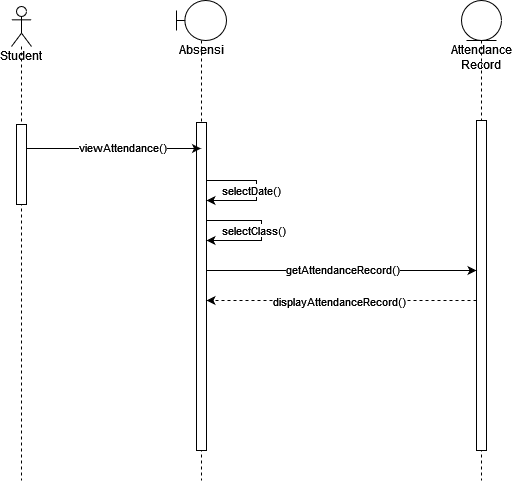 Student
Absensi
Attendance
Record
viewAttendance()
selectDate()
selectClass()
getAttendanceRecord()
displayAttendanceRecord()